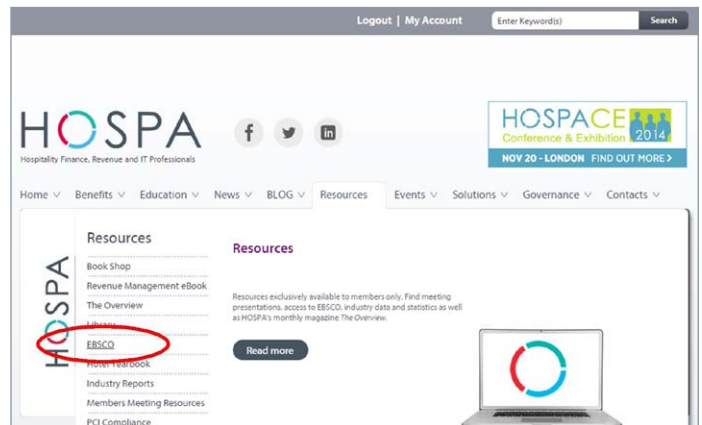 Logout | My Account
Enter Keyword(s)
Search
HOSPA
Hospitality Finance, Revenue and IT Professionals
f
in
HOSPACE
Conference & Exhibition 2014
NOV 20 - LONDON FIND OUT MORE >
Home Benefits Education News BLOG Resources Events Solutions Governance Contacts
HOSPA
Resources
Book Shop
Revenue Management eBook
The Overview
Library
EBSCO
Hotel Yearbook
Industry Reports
Members Meeting Resources
PCI Compliance
Resources
Resources exclusively available to members only. Find meeting
presentations, access to EBSCO, industry data and statistics as well
as HOSPA's monthly magazine The Overview.
Read more